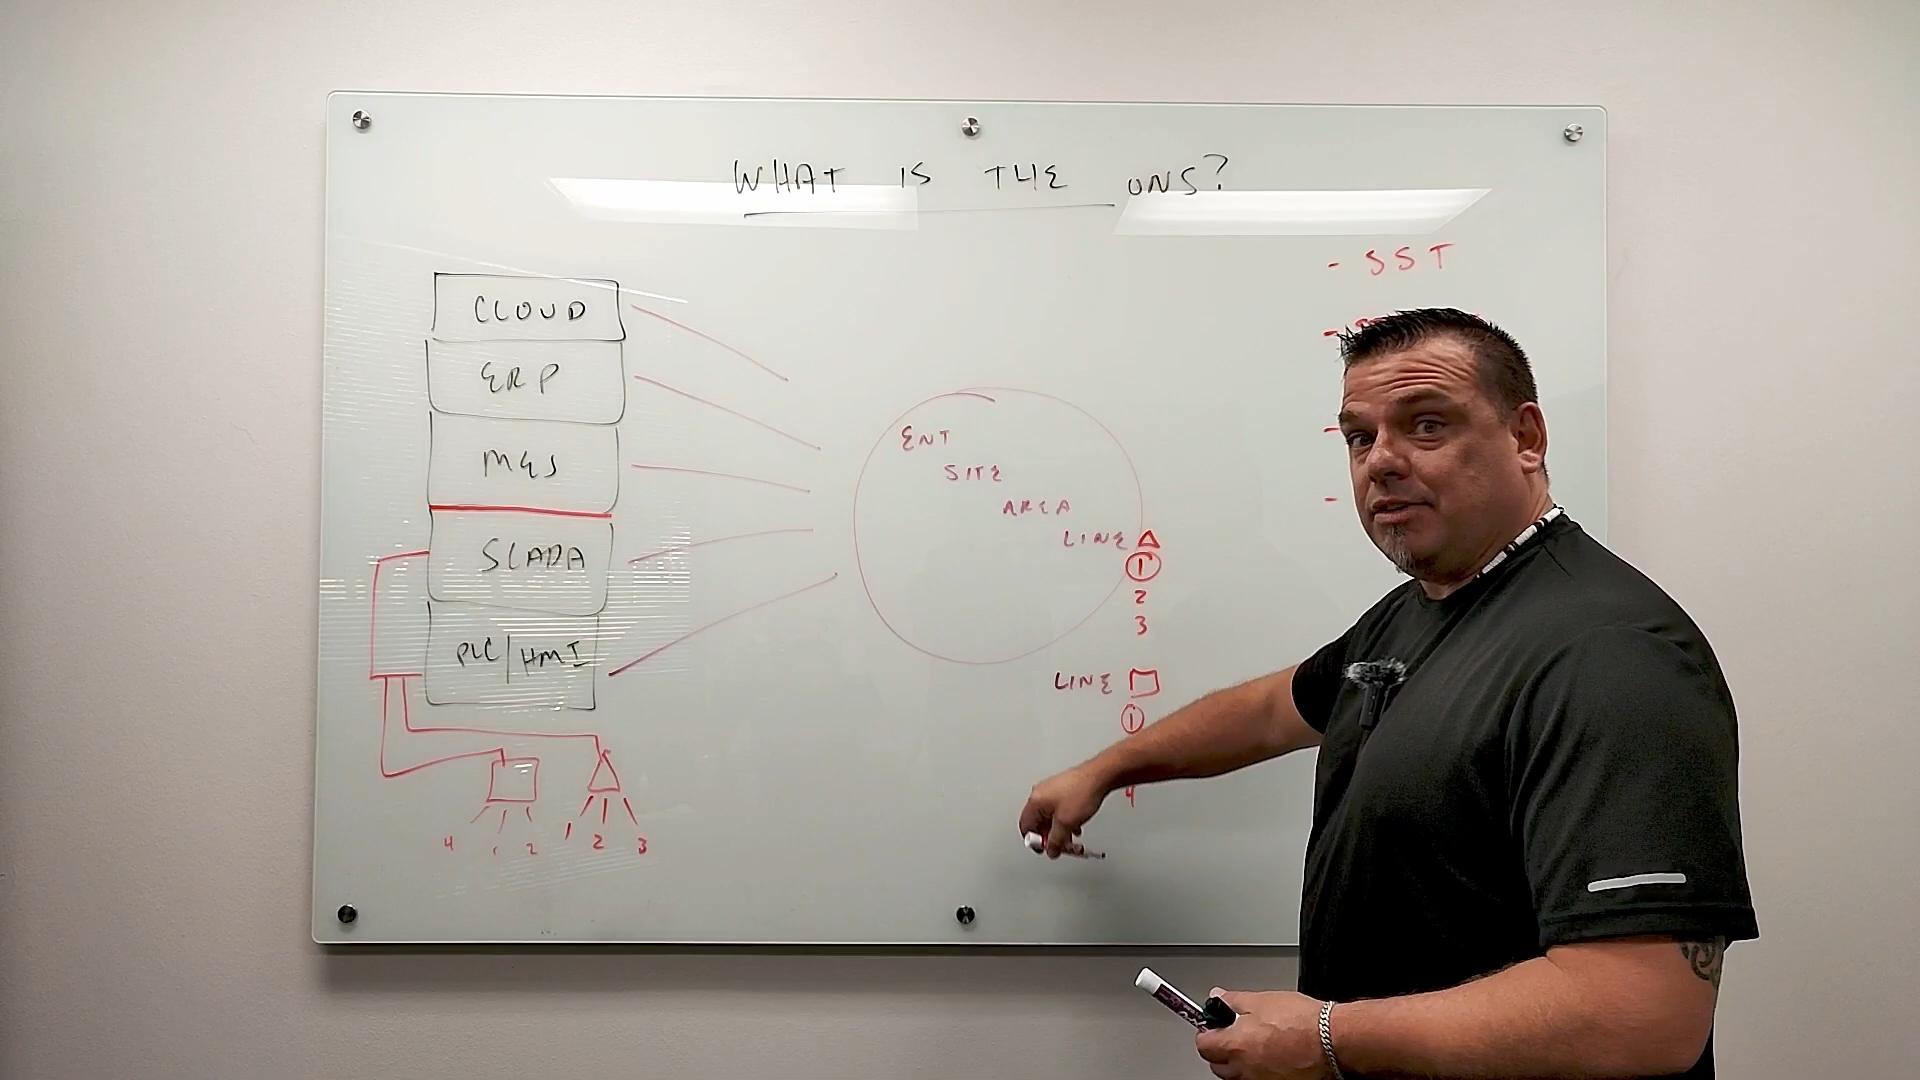 WHAT IS THE UNS?
- SST
CLOUD
ERP
MES
SCADA
PLC/HMI
4 1 2 1 2 3
ENT
SITE
AREA
LINE
1
2
3
LINE
1
4